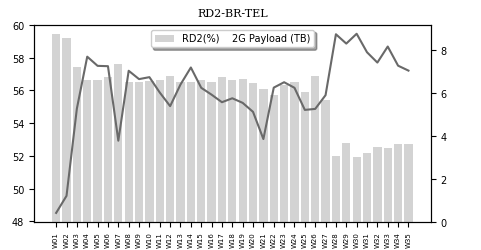 RD2-BR-TEL
RD2(%) 2G Payload (TB)
60
58
56
54
52
50
48
8
6
4
2
0
W01
W02
W03
W04
W05
W06
W07
W08
W09
W10
W11
W12
W13
W14
W15
W16
W17
W18
W19
W20
W21
W22
W23
W24
W25
W26
W27
W28
W29
W30
W31
W32
W33
W34
W35